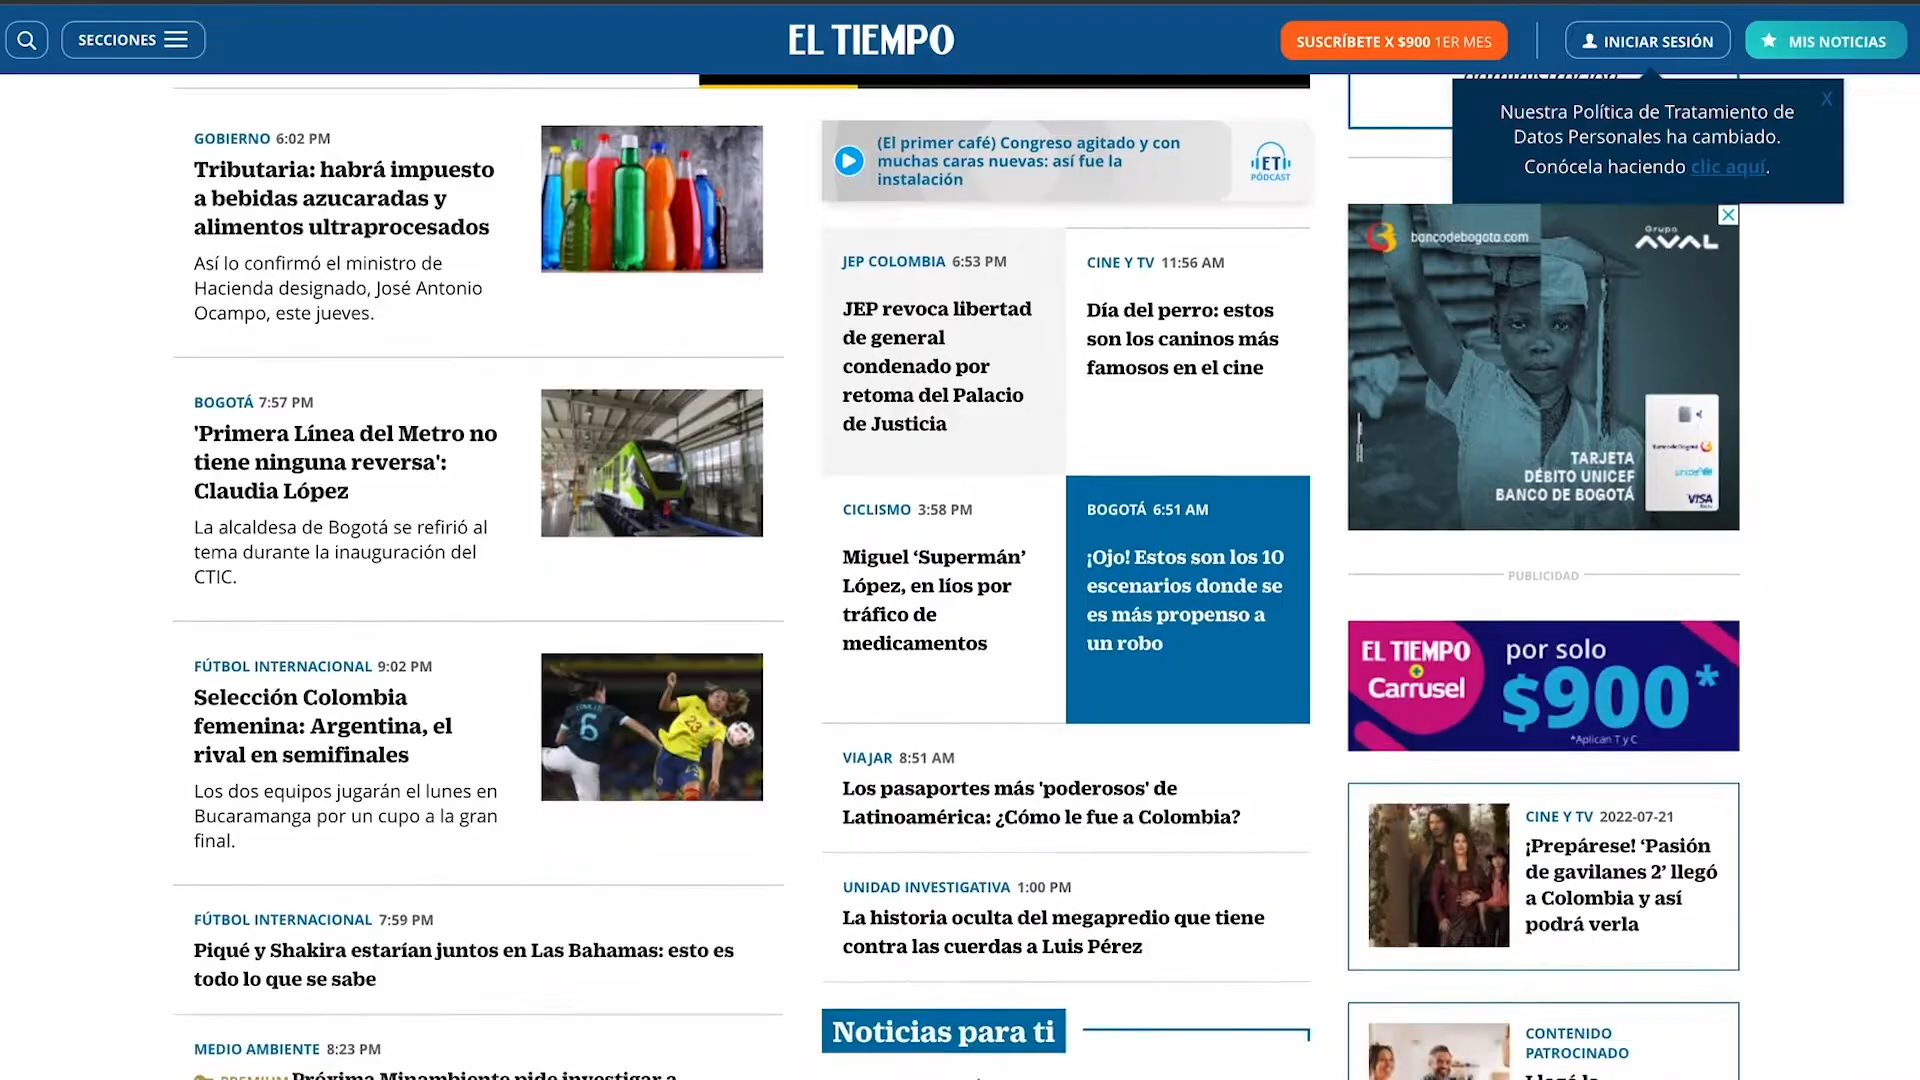 SECCIONES
EL TIEMPO
SUSCRÍBETE X $900 1ER MES
INICIAR SESIÓN
MIS NOTICIAS
GOBIERNO 6:02 PM
Tributaria: habrá impuesto
a bebidas azucaradas y
alimentos ultraprocesados
Así lo confirmó el ministro de
Hacienda designado, José Antonio
Ocampo, este jueves.
BOGOTÁ 7:57 PM
'Primera Línea del Metro no
tiene ninguna reversa':
Claudia López
La alcaldesa de Bogotá se refirió al
tema durante la inauguración del
CTIC.
FÚTBOL INTERNACIONAL 9:02 PM
Selección Colombia
femenina: Argentina, el
rival en semifinales
Los dos equipos jugarán el lunes en
Bucaramanga por un cupo a la gran
final.
6
23
FÚTBOL INTERNACIONAL 7:59 PM
Piqué y Shakira estarían juntos en Las Bahamas: esto es
todo lo que se sabe
MEDIO AMBIENTE 8:23 PM
PREMIUM Próxima Minambiente pide investigar a
(El primer café) Congreso agitado y con
muchas caras nuevas: así fue la
instalación
ET
PÓDCAST
JEP COLOMBIA 6:53 PM
JEP revoca libertad
de general
condenado por
retoma del Palacio
de Justicia
CINE Y TV 11:56 AM
Día del perro: estos
son los caninos más
famosos en el cine
CICLISMO 3:58 PM
Miguel ‘Supermán’
López, en líos por
tráfico de
medicamentos
BOGOTÁ 6:51 AM
¡Ojo! Estos son los 10
escenarios donde se
es más propenso a
un robo
VIAJAR 8:51 AM
Los pasaportes más 'poderosos' de
Latinoamérica: ¿Cómo le fue a Colombia?
UNIDAD INVESTIGATIVA 1:00 PM
La historia oculta del megapredio que tiene
contra las cuerdas a Luis Pérez
Noticias para ti
X
Nuestra Política de Tratamiento de
Datos Personales ha cambiado.
Conócela haciendo clic aquí.
bancodebogota.com
Grupo
AVAL
TARJETA
DÉBITO UNICEF
BANCO DE BOGOTÁ
Banco de Bogotá
unicef
VISA
PUBLICIDAD
EL TIEMPO
+
Carrusel
por solo
$900*
*Aplican T y C
CINE Y TV 2022-07-21
¡Prepárese! ‘Pasión
de gavilanes 2’ llegó
a Colombia y así
podrá verla
CONTENIDO
PATROCINADO